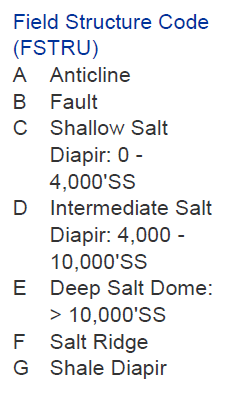 Field Structure Code
(FSTRU)
A Anticline
B Fault
C Shallow Salt
Diapir: 0 -
4,000'SS
D Intermediate Salt
Diapir: 4,000 -
10,000'SS
E Deep Salt Dome:
> 10,000'SS
F Salt Ridge
G Shale Diapir